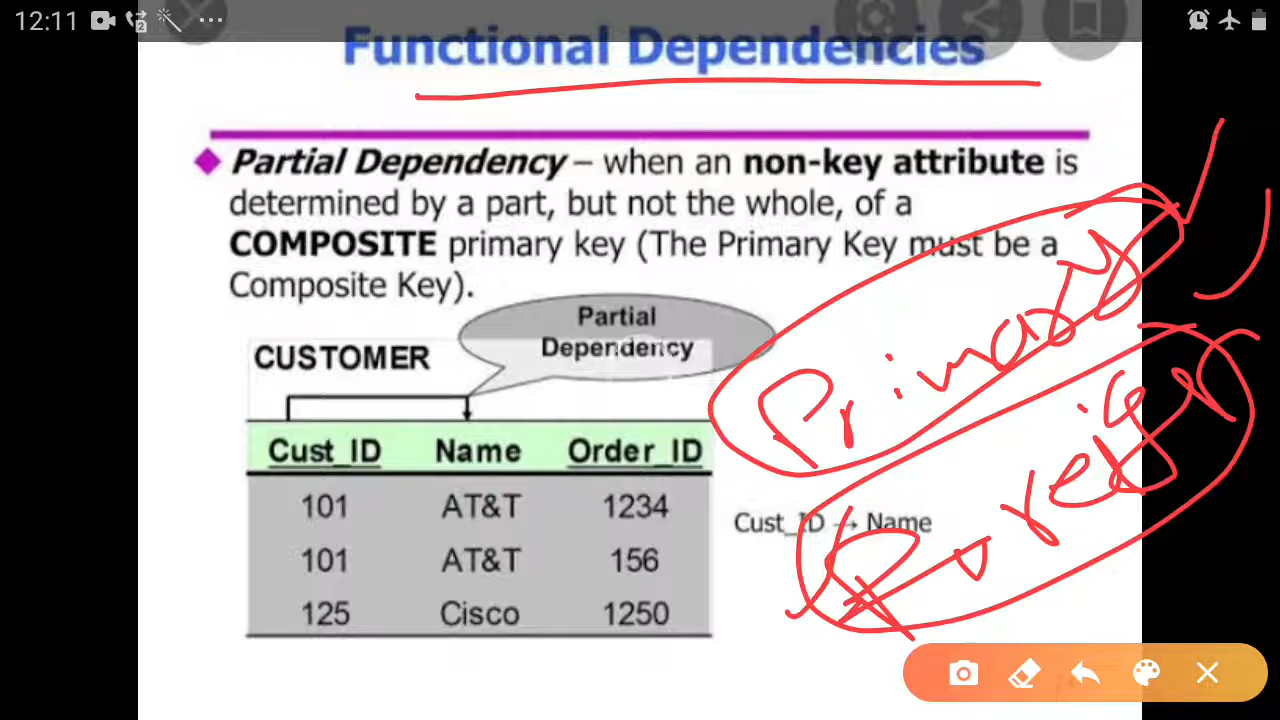 12:11
Functional Dependencies
Partial Dependency – when an non-key attribute is
determined by a part, but not the whole, of a
COMPOSITE primary key (The Primary Key must be a
Composite Key).
Partial
Dependency
CUSTOMER
Cust_ID Name Order_ID
101 AT&T 1234
101 AT&T 156
125 Cisco 1250
Cust_ID → Name
Primary